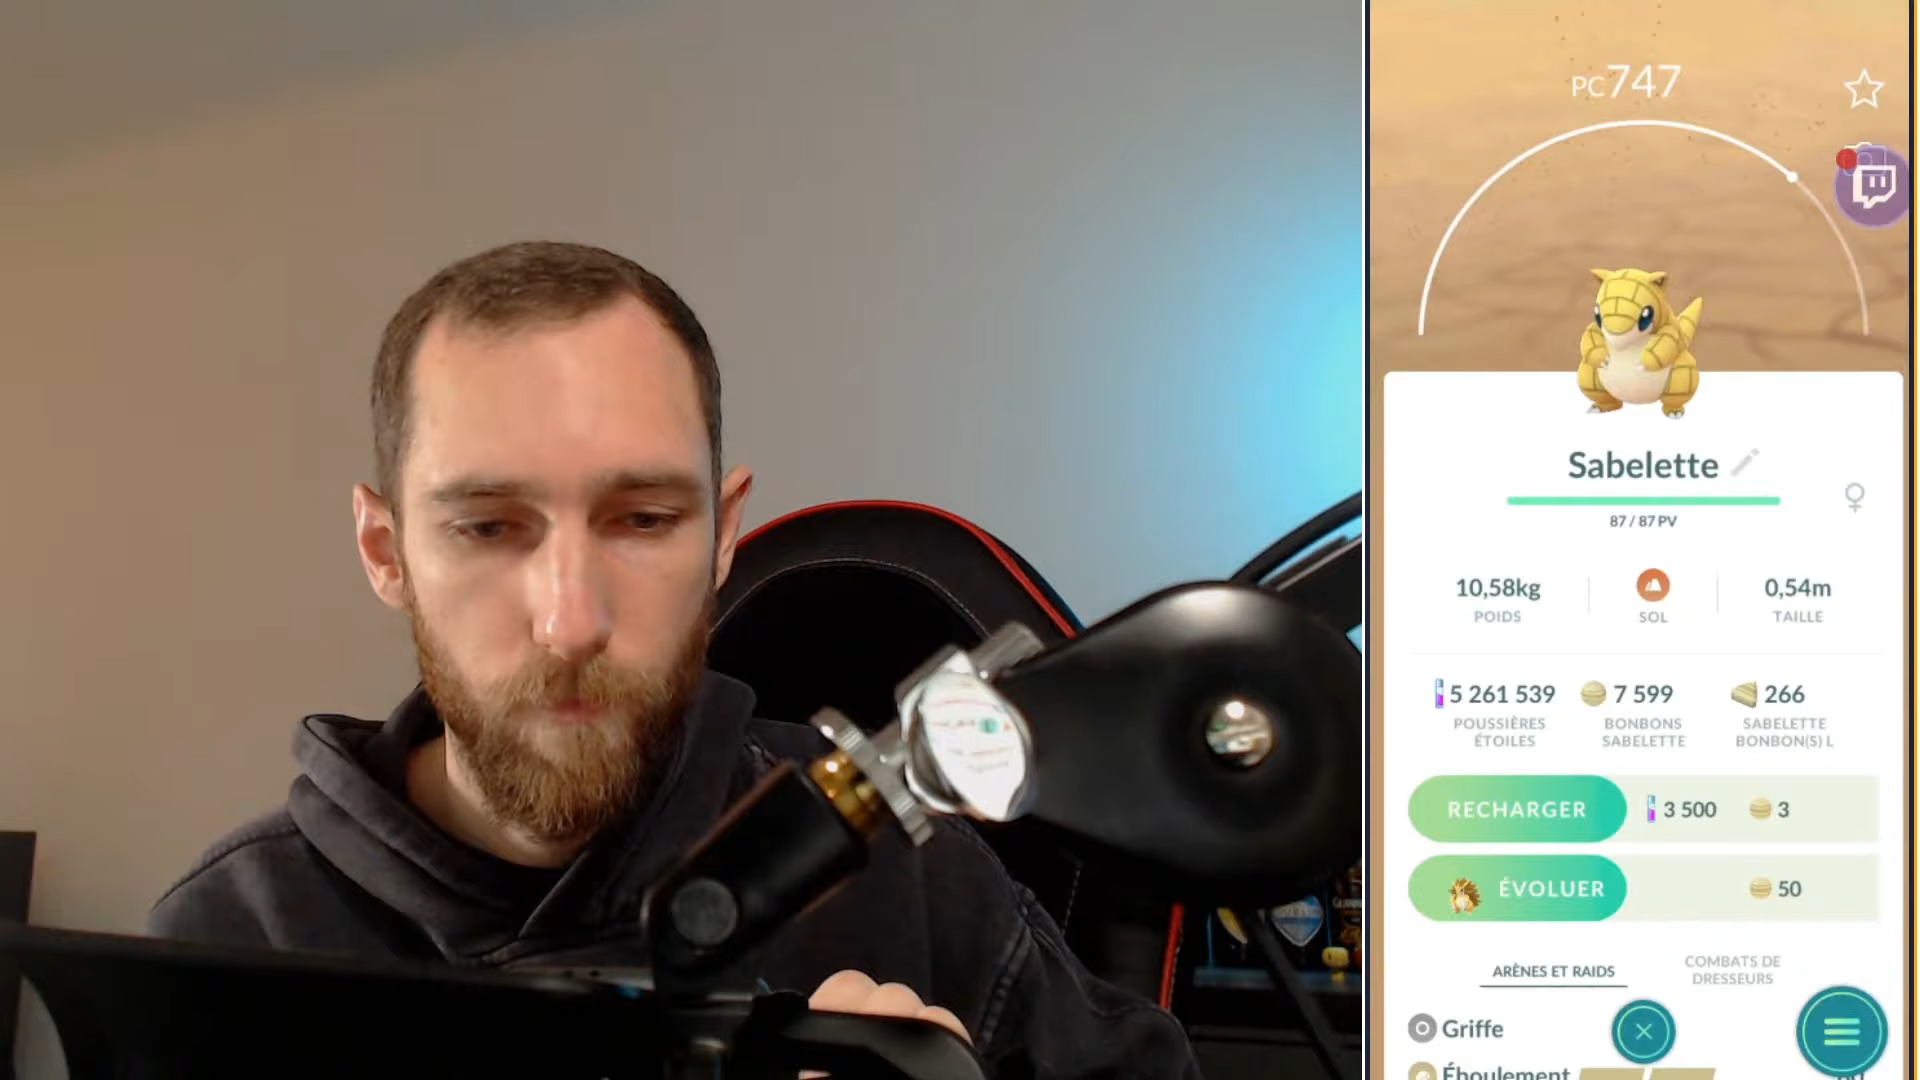 PC747
Sabelette
87 / 87 PV
10,58kg
POIDS
SOL
0,54m
TAILLE
5 261 539
POUSSIÈRES
ÉTOILES
7 599
BONBONS
SABELETTE
266
SABELETTE
BONBON(S) L
RECHARGER
3 500
3
ÉVOLUER
50
ARÈNES ET RAIDS
COMBATS DE
DRESSEURS
Griffe
Éboulement